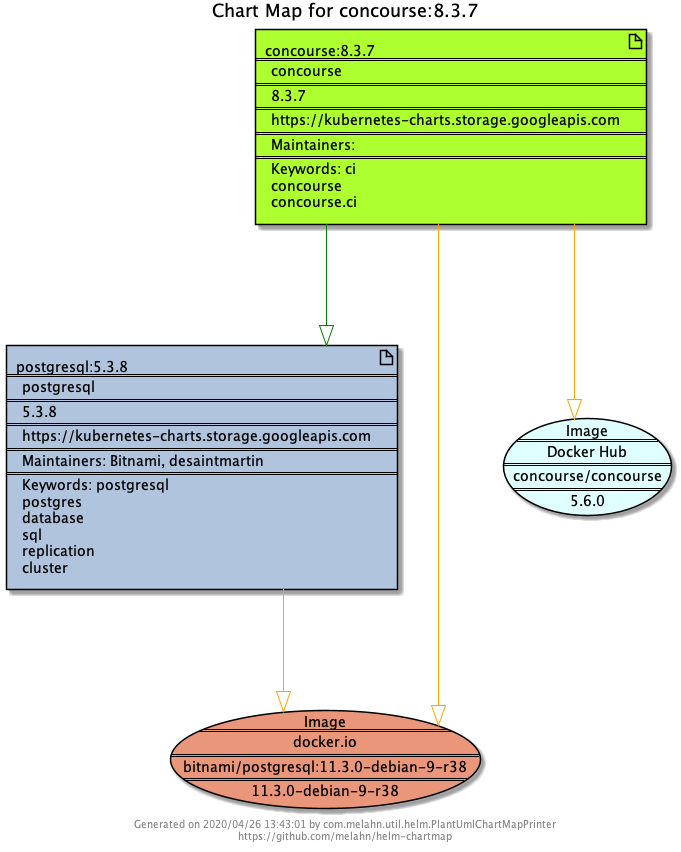 Chart Map for concourse:8.3.7
concourse:8.3.7
concourse
8.3.7
https://kubernetes-charts.storage.googleapis.com
Maintainers:
Keywords: ci
concourse
concourse.ci
postgresql:5.3.8
postgresql
5.3.8
https://kubernetes-charts.storage.googleapis.com
Maintainers: Bitnami, desaintmartin
Keywords: postgresql
postgres
database
sql
replication
cluster
Image
Docker Hub
concourse/concourse
5.6.0
Image
docker.io
bitnami/postgresql:11.3.0-debian-9-r38
11.3.0-debian-9-r38
Generated on 2020/04/26 13:43:01 by com.melahn.util.helm.PlantUmlChartMapPrinter
https://github.com/melahn/helm-chartmap